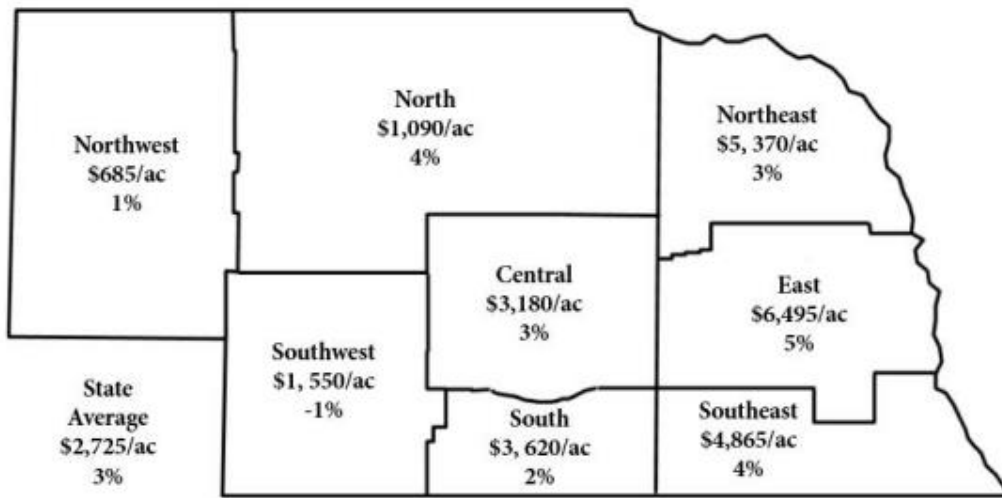 North
$1,090/ac
4%
Northwest
$685/ac
1%
Northeast
$5, 370/ac
3%
Central
$3,180/ac
3%
East
$6,495/ac
5%
Southwest
$1, 550/ac
-1%
State
Average
$2,725/ac
3%
South
$3, 620/ac
2%
Southeast
$4,865/ac
4%